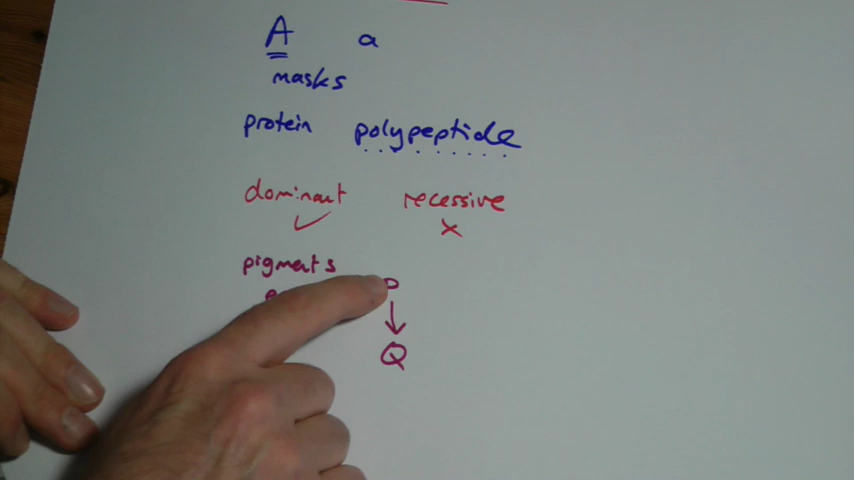 A a
masks
protein polypeptide
dominant recessive
pigments
Q